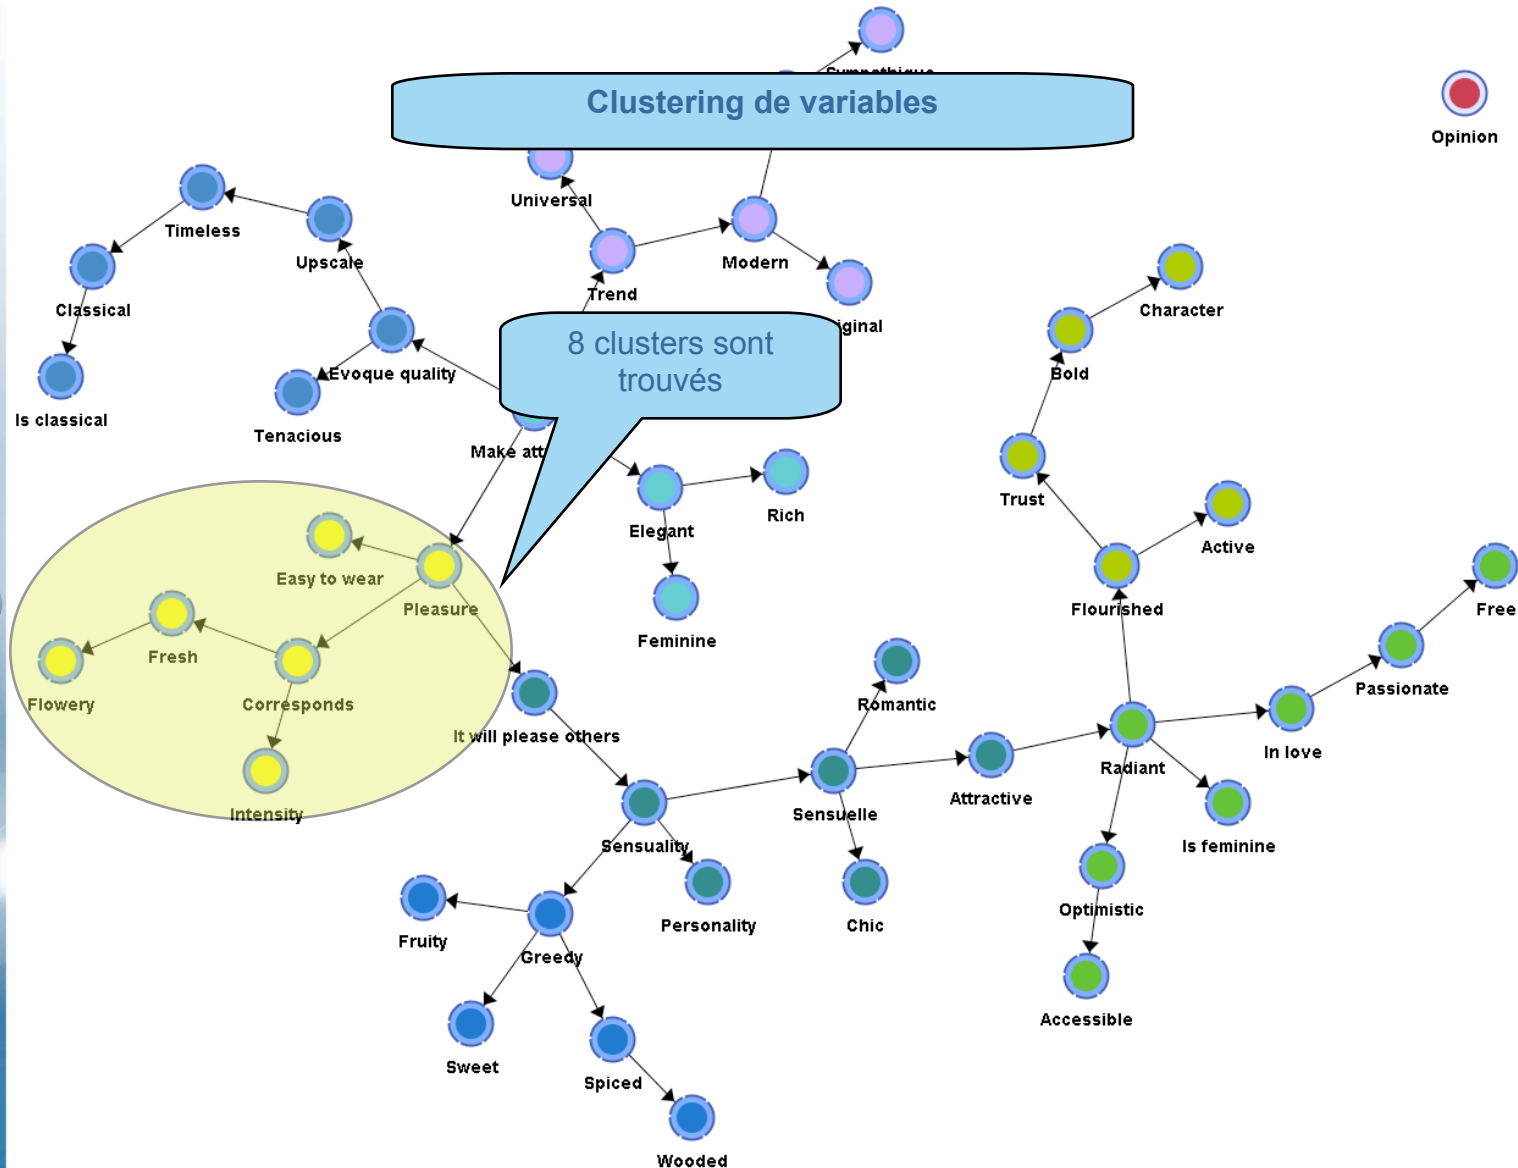 Clustering de variables
Opinion
Universal
Timeless
Upscale
Modern
Trend
Classical
Character
8 clusters sont
trouvés
Bold
Evoque quality
Is classical
Tenacious
Make
Trust
Rich
Elegant
Active
Easy to wear
Pleasure
Flourished
Free
Feminine
Fresh
Passionate
Flowery
Corresponds
Romantic
It will please others
In love
Radiant
Attractive
Intensity
Sensuelle
Sensuality
Is feminine
Optimistic
Personality
Chic
Fruity
Greedy
Accessible
Sweet
Spiced
Wooded